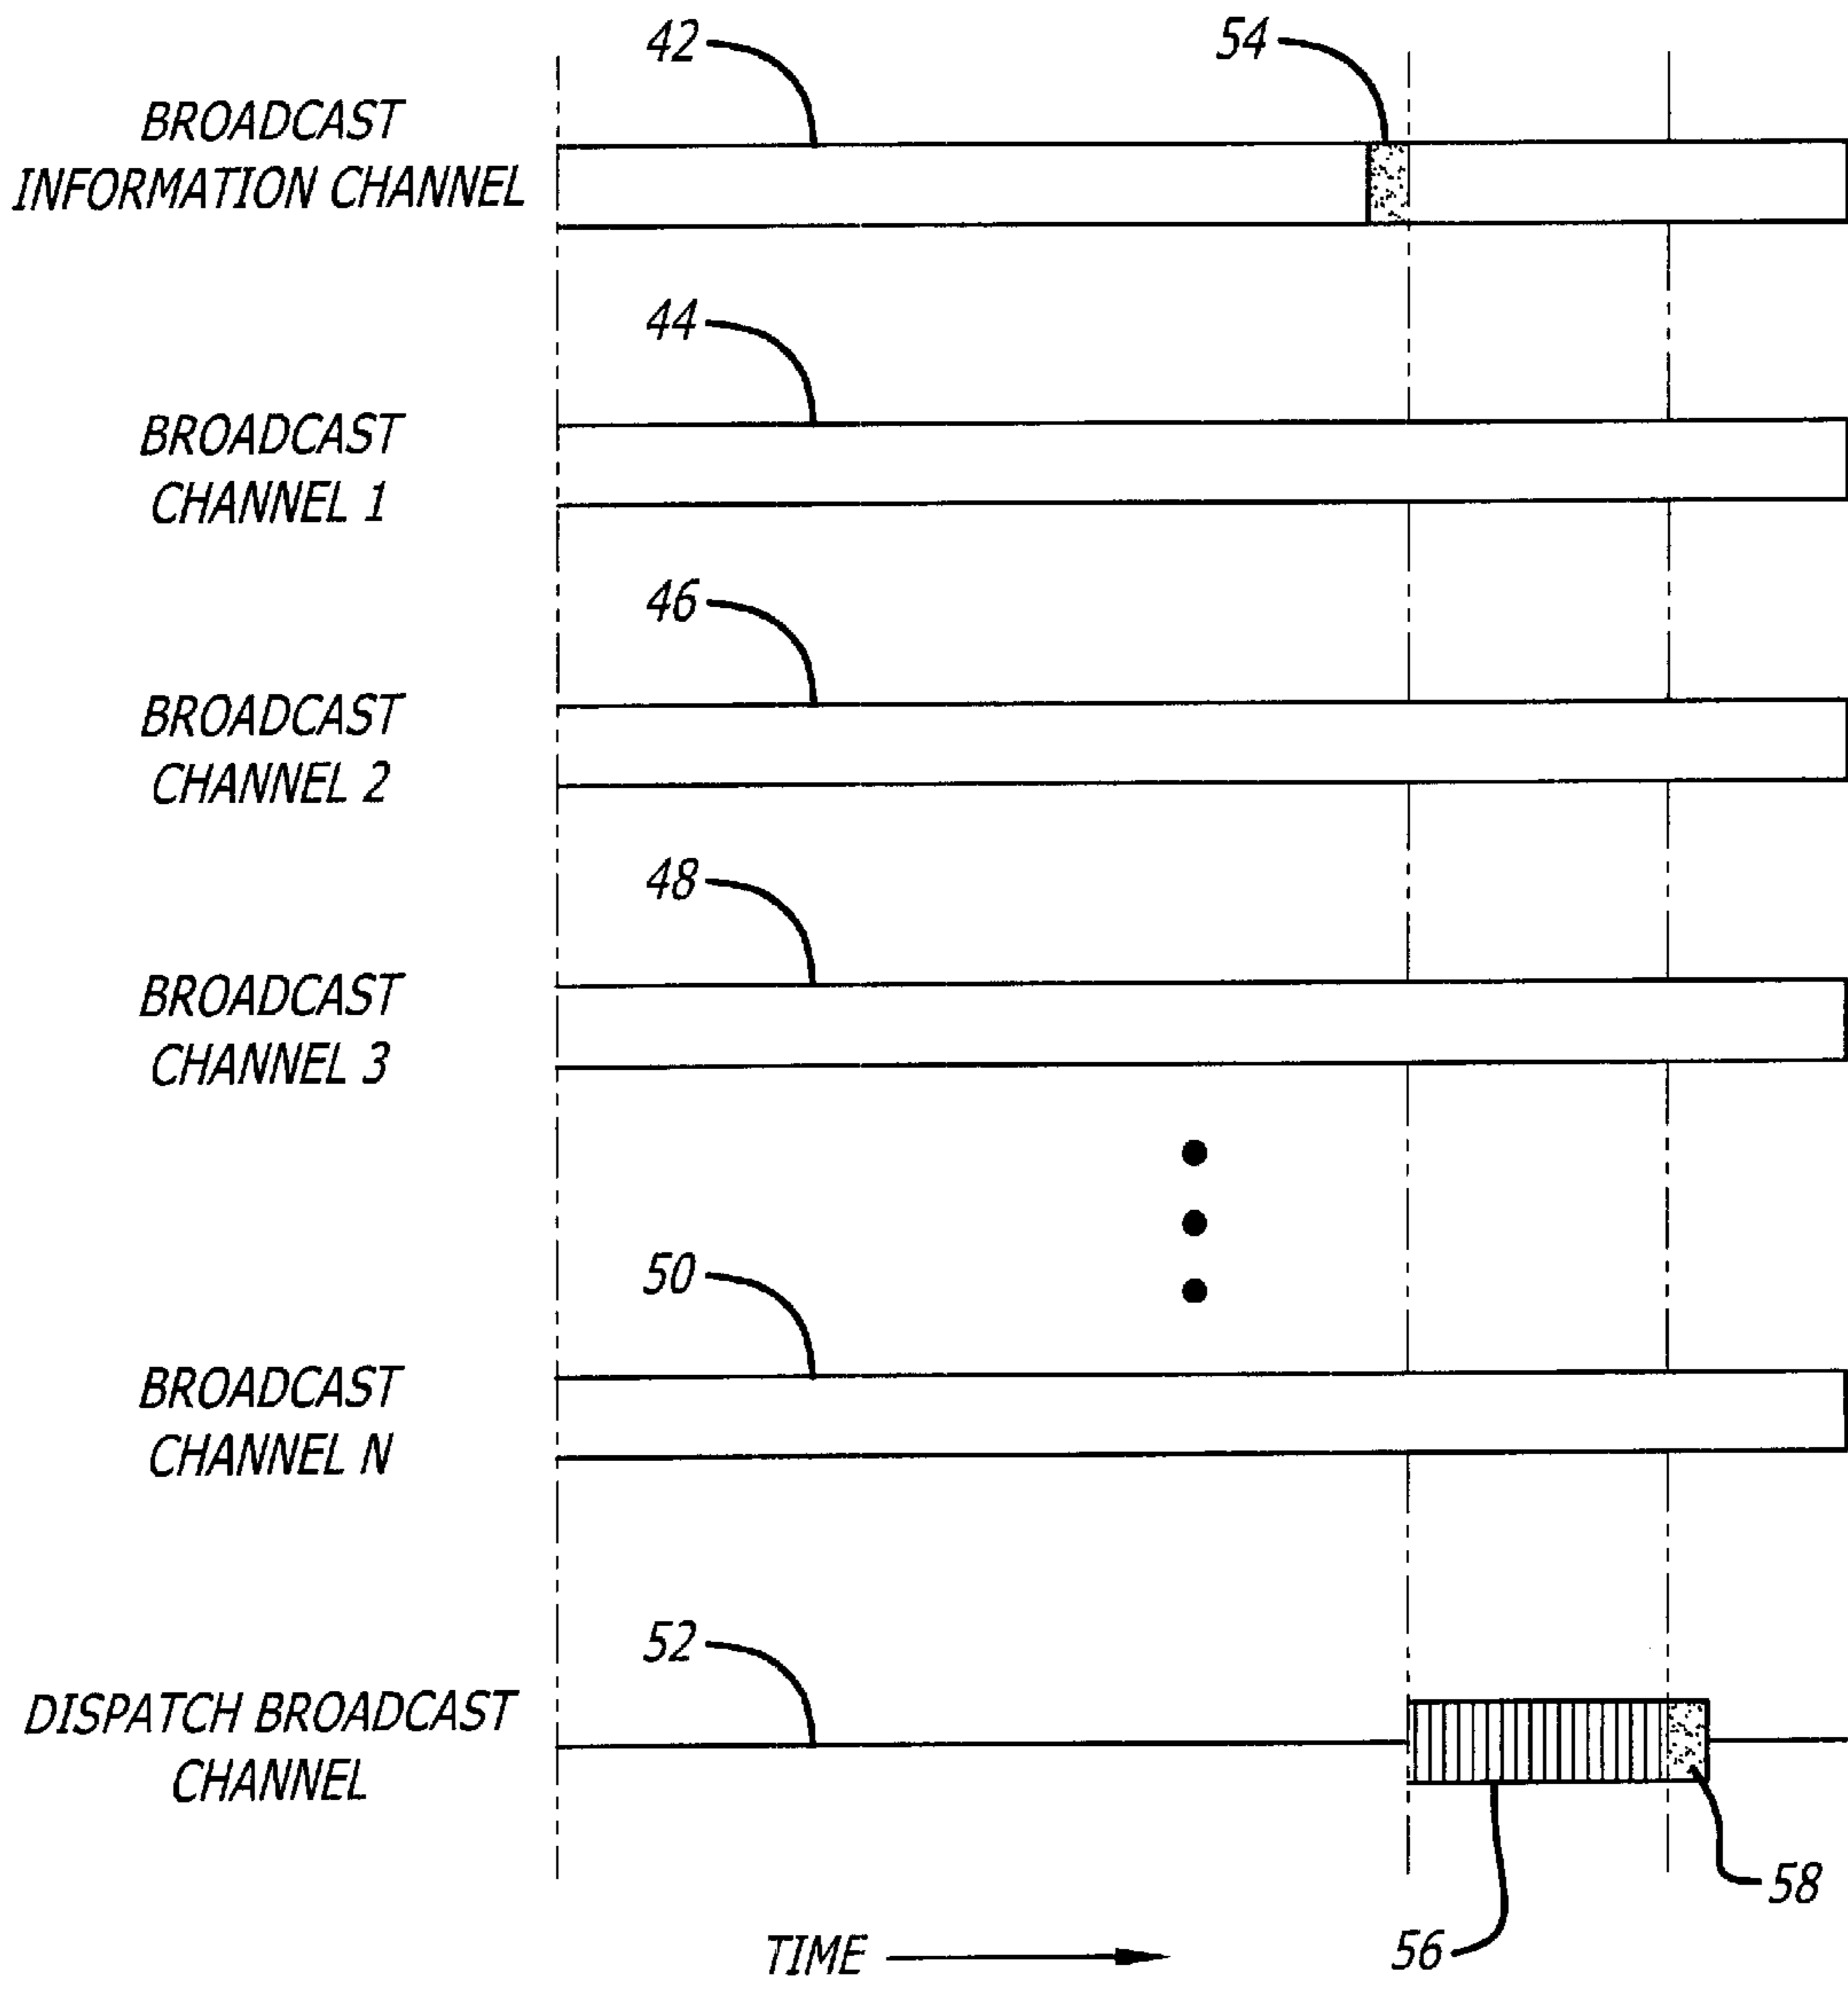 42
54
BROADCAST
INFORMATION CHANNEL
44
BROADCAST
CHANNEL 1
46
BROADCAST
CHANNEL 2
48
BROADCAST
CHANNEL 3
50
BROADCAST
CHANNEL N
52
DISPATCH BROADCAST
CHANNEL
58
56
TIME